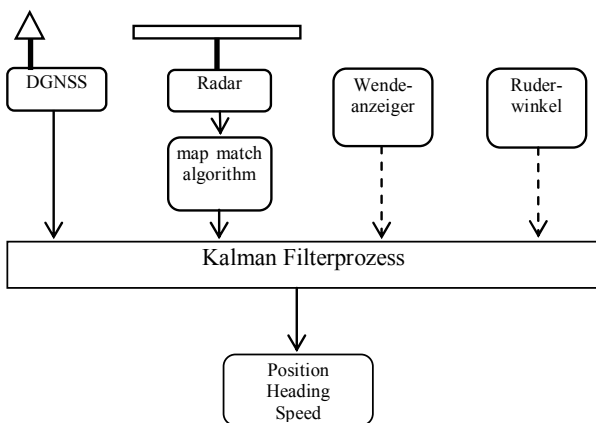 DGNSS
Radar
Wende-
anzeiger
Ruder-
winkel
map match
algorithm
Kalman Filterprozess
Position
Heading
Speed